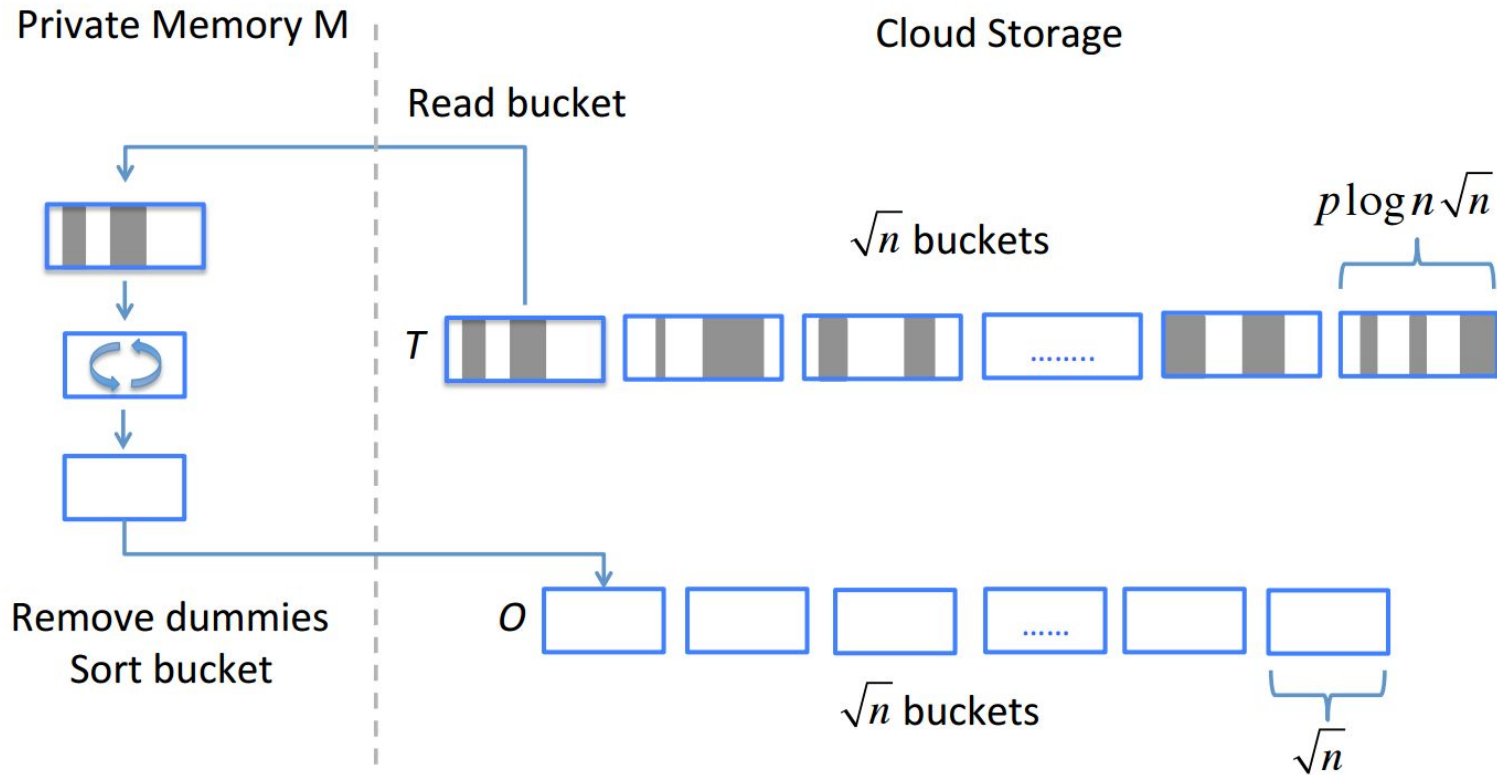 Private Memory M
Cloud Storage
Read bucket
p log n √n
√n buckets
T
........
O
......
Remove dummies
Sort bucket
√n buckets
√n